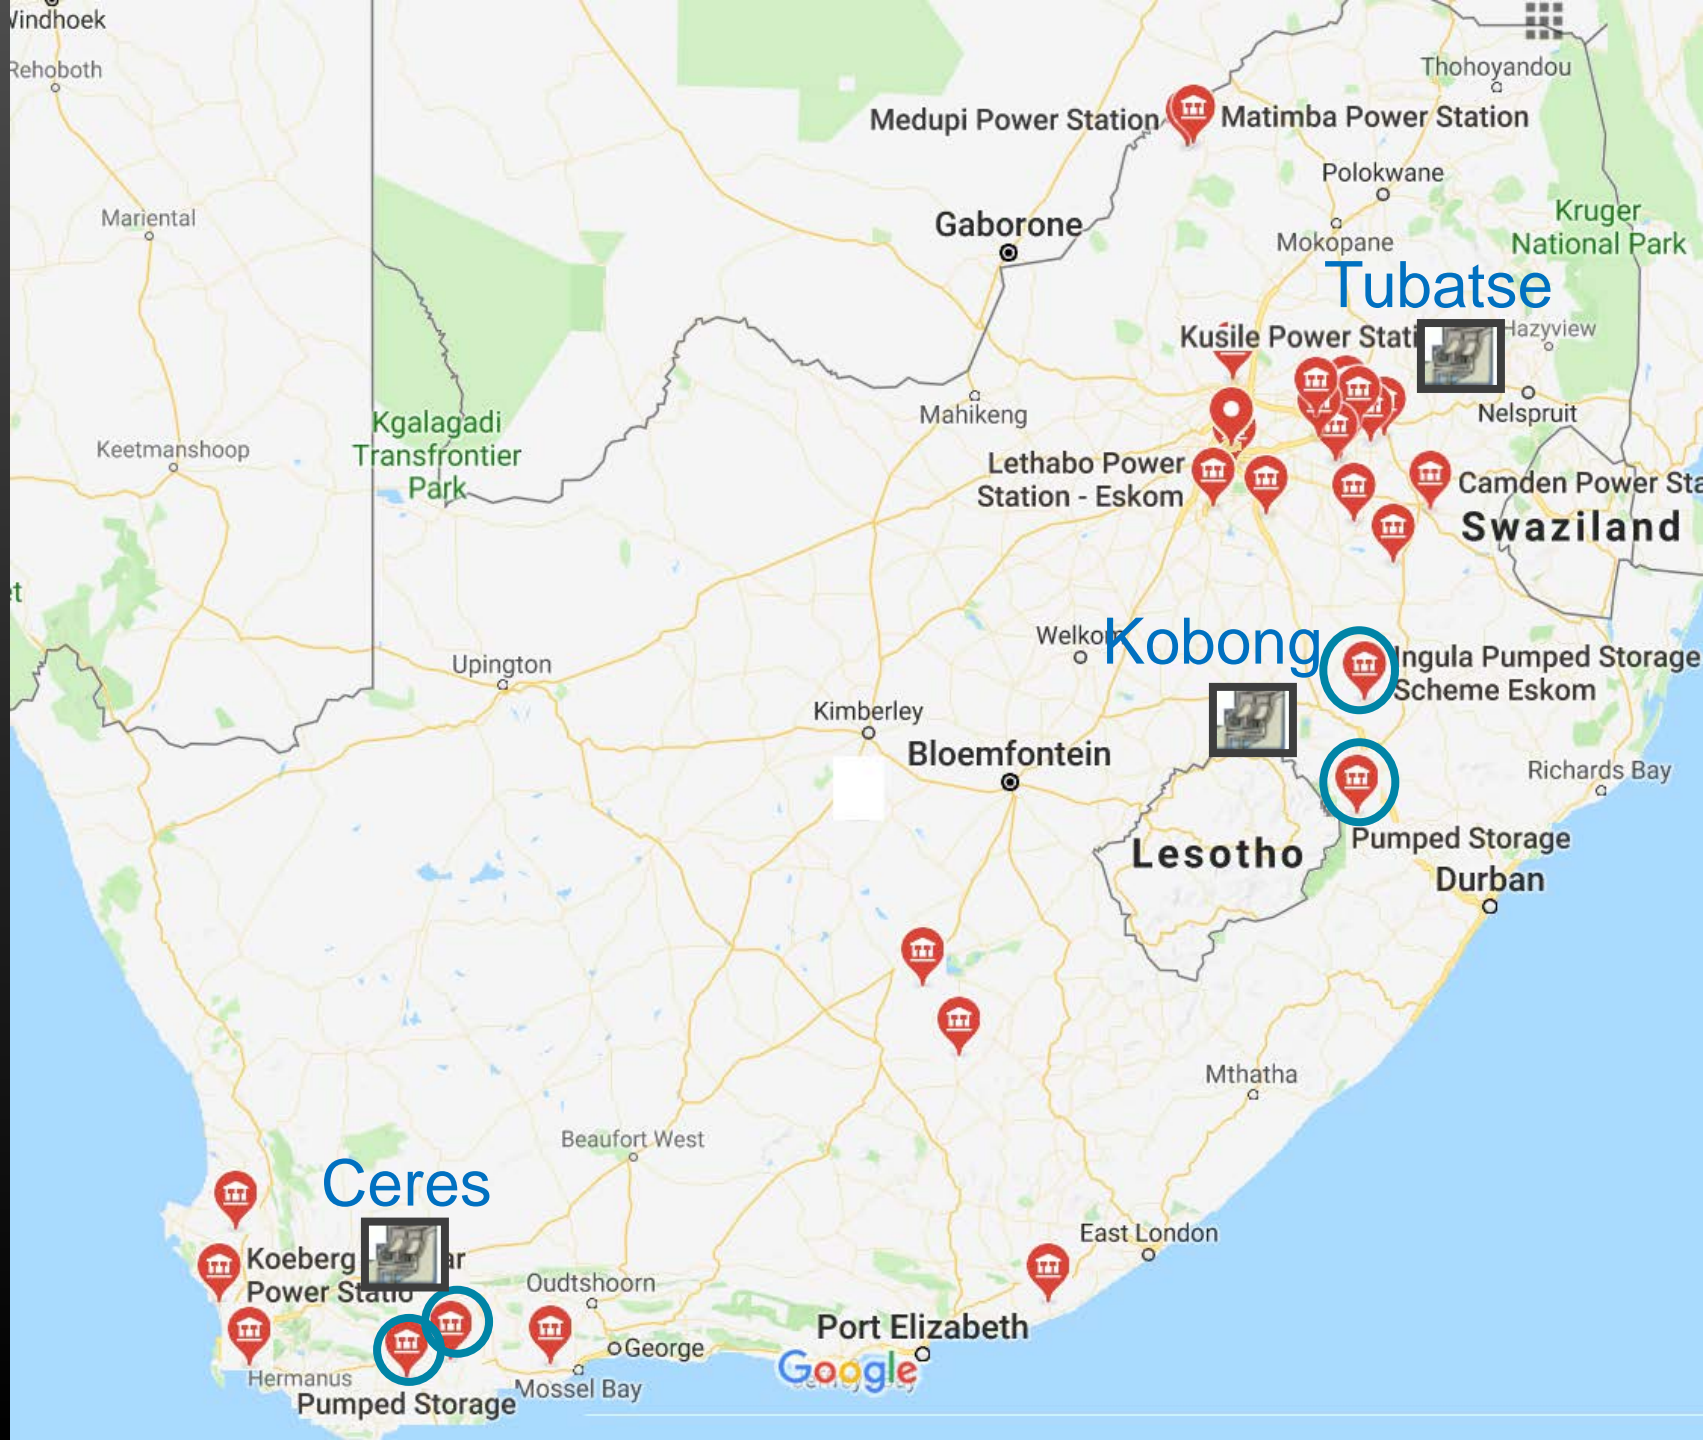 Windhoek
Rehoboth
Thohoyandou
Medupi Power Station
Matimba Power Station
Polokwane
Mariental
Kruger
National Park
Gaborone
Mokopane
Tubatse
Kusile Power Stati
Hazyview
Mahikeng
Nelspruit
Kgalagadi
Transfrontier
Park
Keetmanshoop
Lethabo Power
Station - Eskom
Camden Power Sta
Swaziland
Welkom
Kobong
Ingula Pumped Storage
Scheme Eskom
Upington
Kimberley
Bloemfontein
Richards Bay
Lesotho
Pumped Storage
Durban
Mthatha
Beaufort West
Ceres
East London
Koeberg
ar
Power Statio
Oudtshoorn
Port Elizabeth
George
Google
Hermanus
Mossel Bay
Pumped Storage